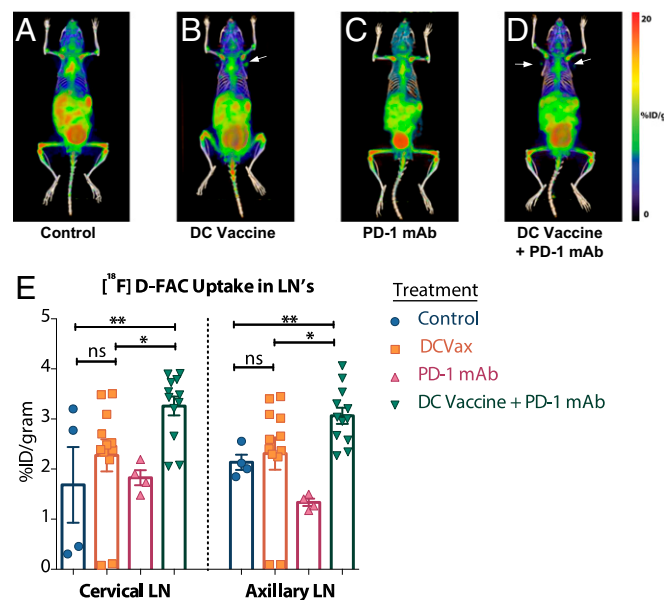 A
B
C
D
20
%ID/g
0
Control
DC Vaccine
PD-1 mAb
DC Vaccine
+ PD-1 mAb
E
[18F] D-FAC Uptake in LN's
Treatment
Control
DCVax
PD-1 mAb
DC Vaccine + PD-1 mAb
%ID/gram
5
4
3
2
1
0
**
ns
*
**
ns
*
Cervical LN
Axillary LN